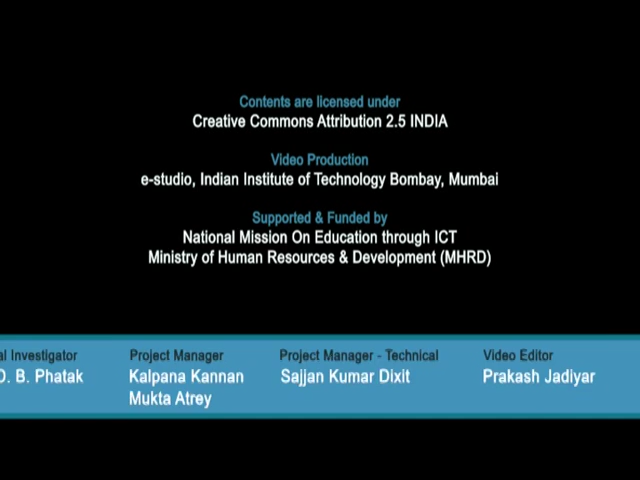 Contents are licensed under
Creative Commons Attribution 2.5 INDIA
Video Production
e-studio, Indian Institute of Technology Bombay, Mumbai
Supported & Funded by
National Mission On Education through ICT
Ministry of Human Resources & Development (MHRD)
al Investigator Project Manager Project Manager - Technical Video Editor
D. B. Phatak Kalpana Kannan Sajjan Kumar Dixit Prakash Jadiyar
Mukta Atrey